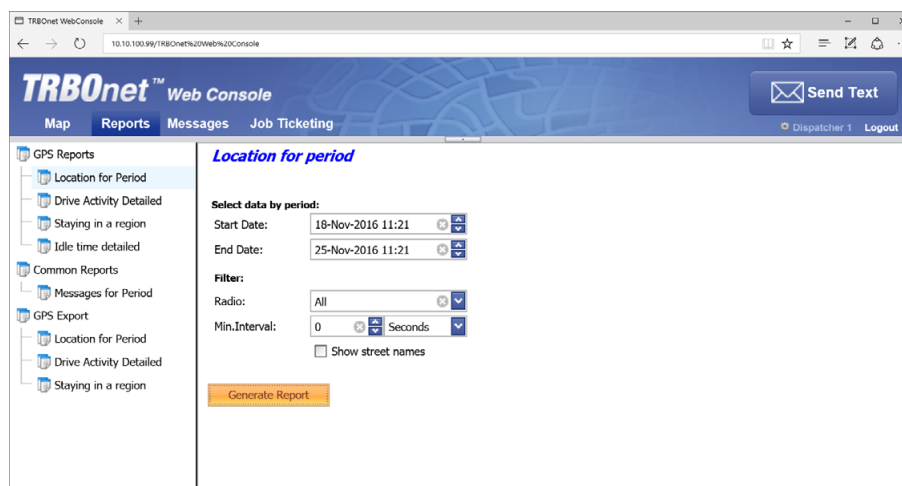 TRBOnet WebConsole
10.10.100.99/TRBOnet%20Web%20Console
TRBOnet™ Web Console
Send Text
Map Reports Messages Job Ticketing
Dispatcher 1 Logout
GPS Reports
Location for Period
Drive Activity Detailed
Staying in a region
Idle time detailed
Common Reports
Messages for Period
GPS Export
Location for Period
Drive Activity Detailed
Staying in a region
Location for period
Select data by period:
Start Date: 18-Nov-2016 11:21
End Date: 25-Nov-2016 11:21
Filter:
Radio: All
Min.Interval: 0 Seconds
Show street names
Generate Report